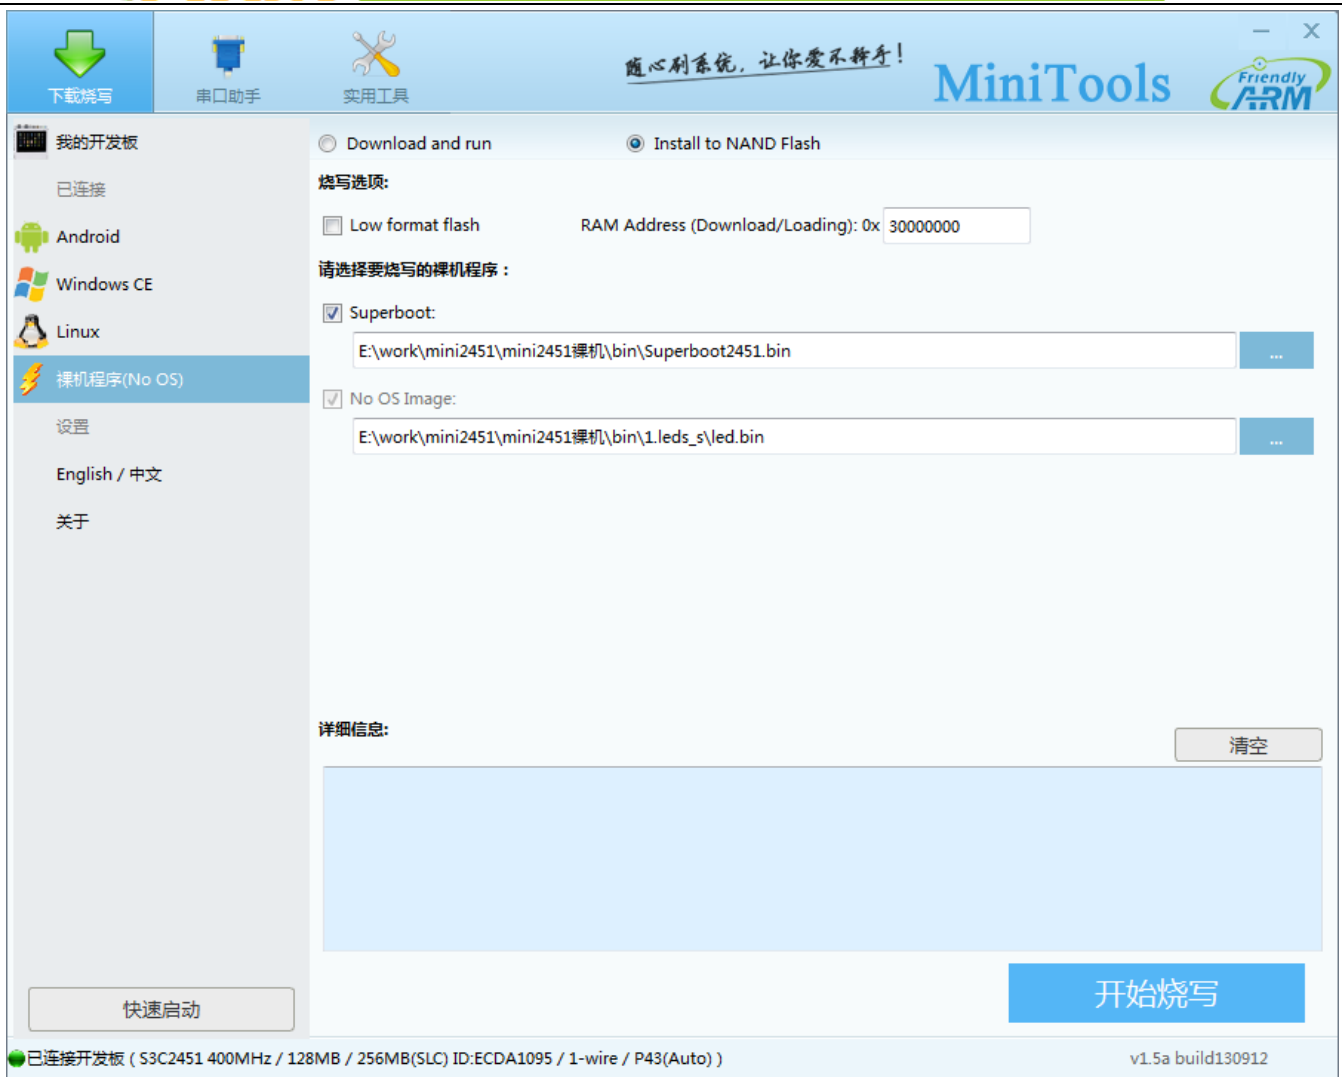 下载烧写
串口助手
实用工具
随心刷系统,让你爱不释手!
MiniTools
Friendly
ARM
我的开发板
已连接
Android
Windows CE
Linux
裸机程序(No OS)
设置
English / 中文
关于
快速启动
Download and run
Install to NAND Flash
烧写选项:
Low format flash
RAM Address (Download/Loading): 0x 30000000
请选择要烧写的裸机程序:
Superboot:
E:\work\mini2451\mini2451裸机\bin\Superboot2451.bin
...
No OS Image:
E:\work\mini2451\mini2451裸机\bin\1.leds_s\led.bin
...
详细信息:
清空
开始烧写
已连接开发板 ( S3C2451 400MHz / 128MB / 256MB(SLC) ID:ECDA1095 / 1-wire / P43(Auto) )
v1.5a build130912